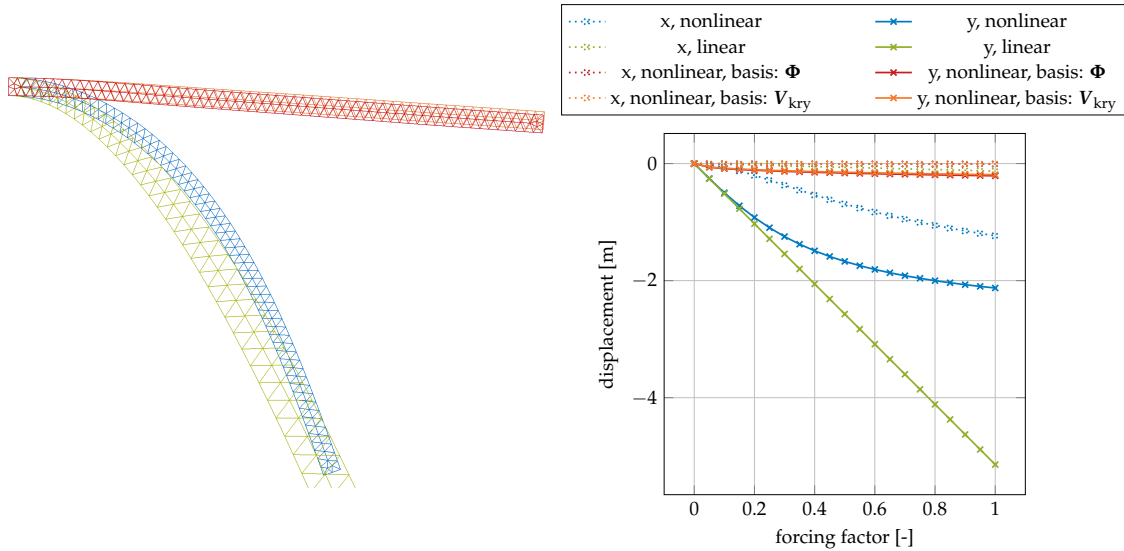 x, nonlinear y, nonlinear
x, linear y, linear
x, nonlinear, basis: Φ y, nonlinear, basis: Φ
x, nonlinear, basis: V_kry y, nonlinear, basis: V_kry
0
−2
−4
displacement [m]
0 0.2 0.4 0.6 0.8 1
forcing factor [-]